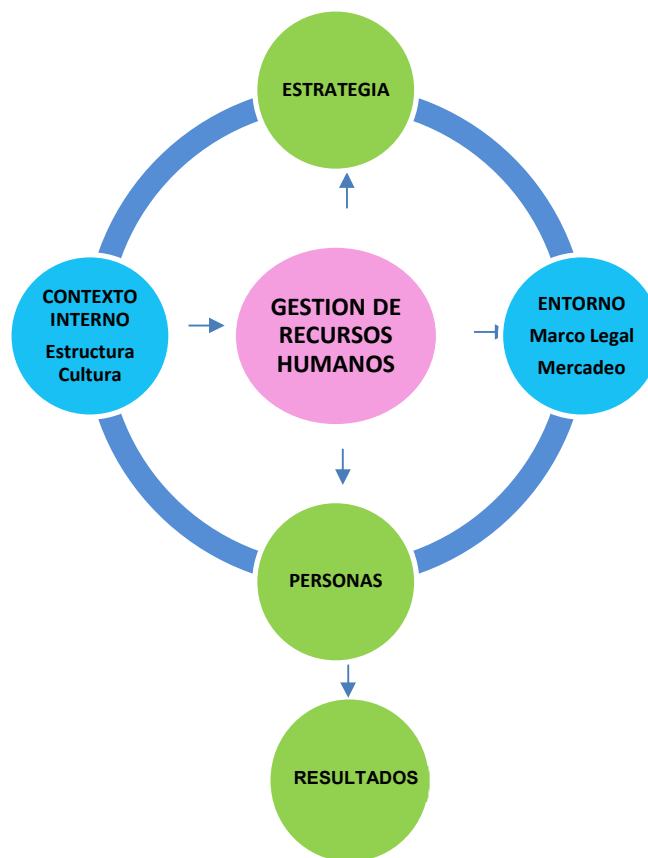 ESTRATEGIA
CONTEXTO
INTERNO
Estructura
Cultura
GESTION DE
RECURSOS
HUMANOS
ENTORNO
Marco Legal
Mercadeo
PERSONAS
RESULTADOS